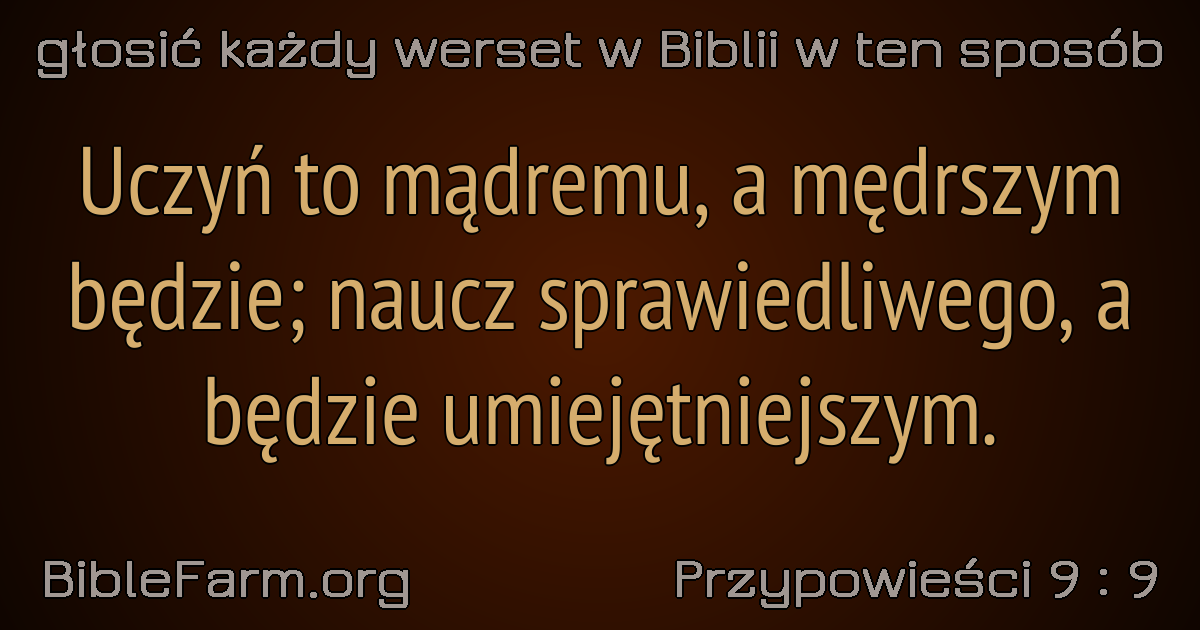 głosić każdy werset w Biblii w ten sposób
Uczyń to mądremu, a mędrszym
będzie; naucz sprawiedliwego, a
będzie umiejętniejszym.
BibleFarm.org
Przypowieści 9 : 9